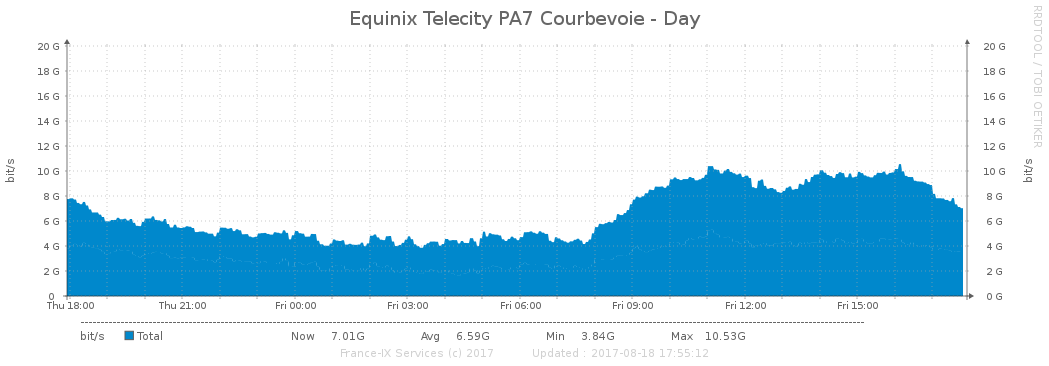 Equinix Telecity PA7 Courbevoie - Day
RRDTOOL / TOBI OETIKER
bit/s
20 G 20 G
18 G 18 G
16 G 16 G
14 G 14 G
12 G 12 G
10 G 10 G
8 G 8 G
6 G 6 G
4 G 4 G
2 G 2 G
0 0 G
bit/s
Thu 18:00 Thu 21:00 Fri 00:00 Fri 03:00 Fri 06:00 Fri 09:00 Fri 12:00 Fri 15:00
bit/s Total Now 7.01G Avg 6.59G Min 3.84G Max 10.53G
France-IX Services (c) 2017 Updated : 2017-08-18 17:55:12